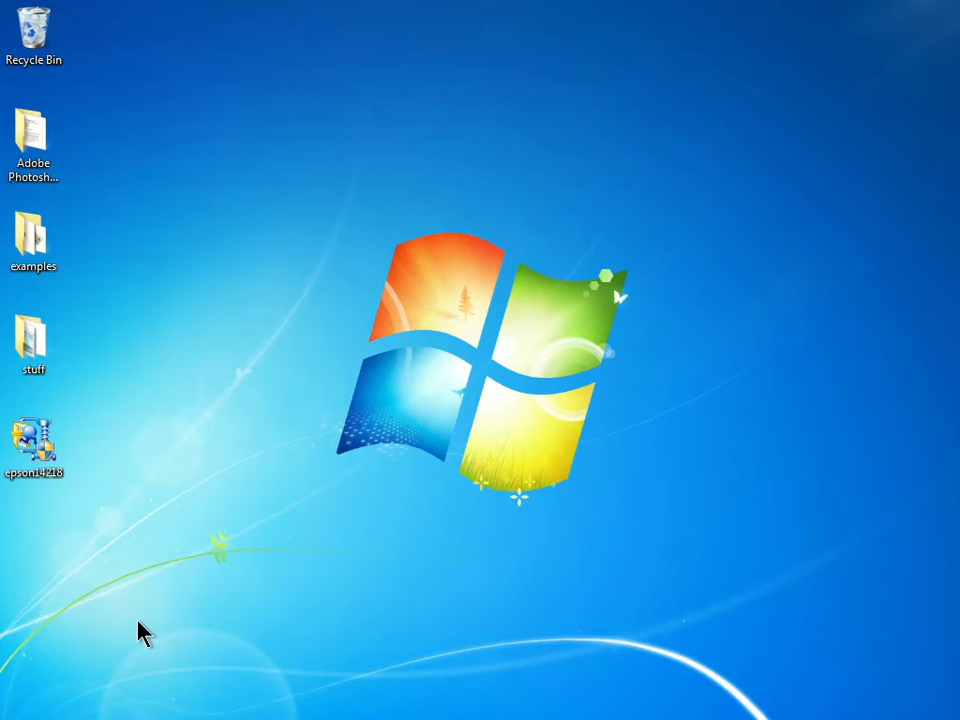 Recycle Bin
Adobe
Photosh...
examples
stuff
epson14218